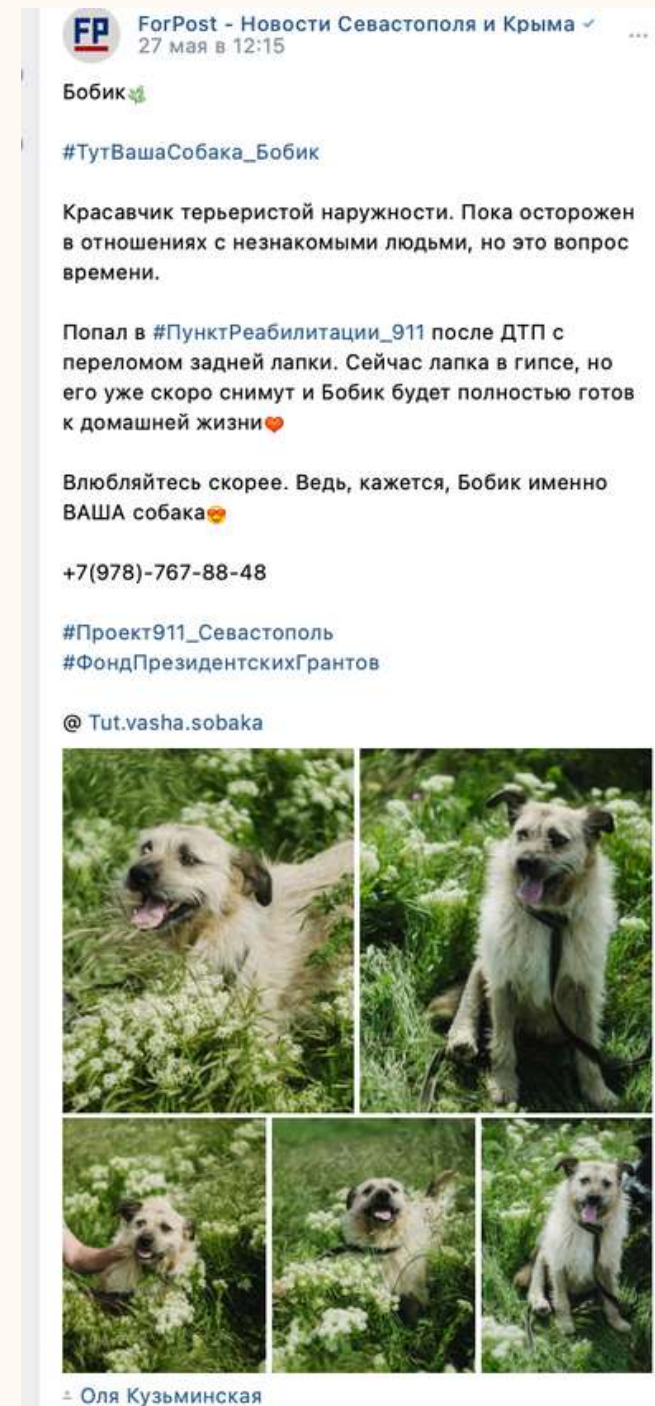 FP
ForPost - Новости Севастополя и Крыма
27 мая в 12:15
Бобик🌿
#ТутВашаСобака_Бобик
Красавчик терьеристой наружности. Пока осторожен
в отношениях с незнакомыми людьми, но это вопрос
времени.
Попал в #ПунктРеабилитации_911 после ДТП с
переломом задней лапки. Сейчас лапка в гипсе, но
его уже скоро снимут и Бобик будет полностью готов
к домашней жизни❤️
Влюбляйтесь скорее. Ведь, кажется, Бобик именно
ВАША собака😍
+7(978)-767-88-48
#Проект911_Севастополь
#ФондПрезидентскихГрантов
@ Tut.vasha.sobaka
Оля Кузьминская